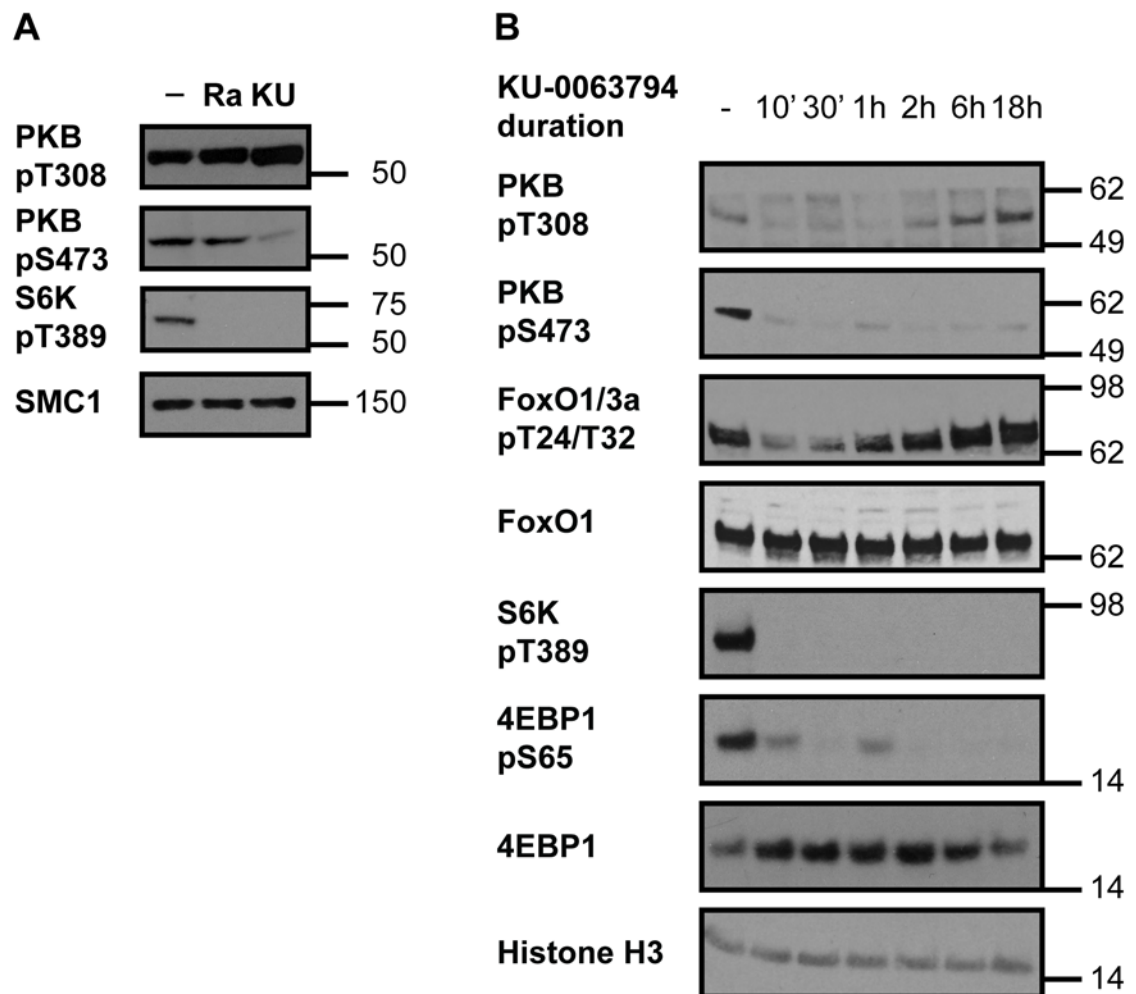 A
– Ra KU
PKB
pT308
50
PKB
pS473
50
S6K
pT389
75
50
SMC1
150
B
KU-0063794
duration
- 10’ 30’ 1h 2h 6h 18h
PKB
pT308
62
49
PKB
pS473
62
49
FoxO1/3a
pT24/T32
98
62
FoxO1
62
S6K
pT389
98
4EBP1
pS65
14
4EBP1
14
Histone H3
14